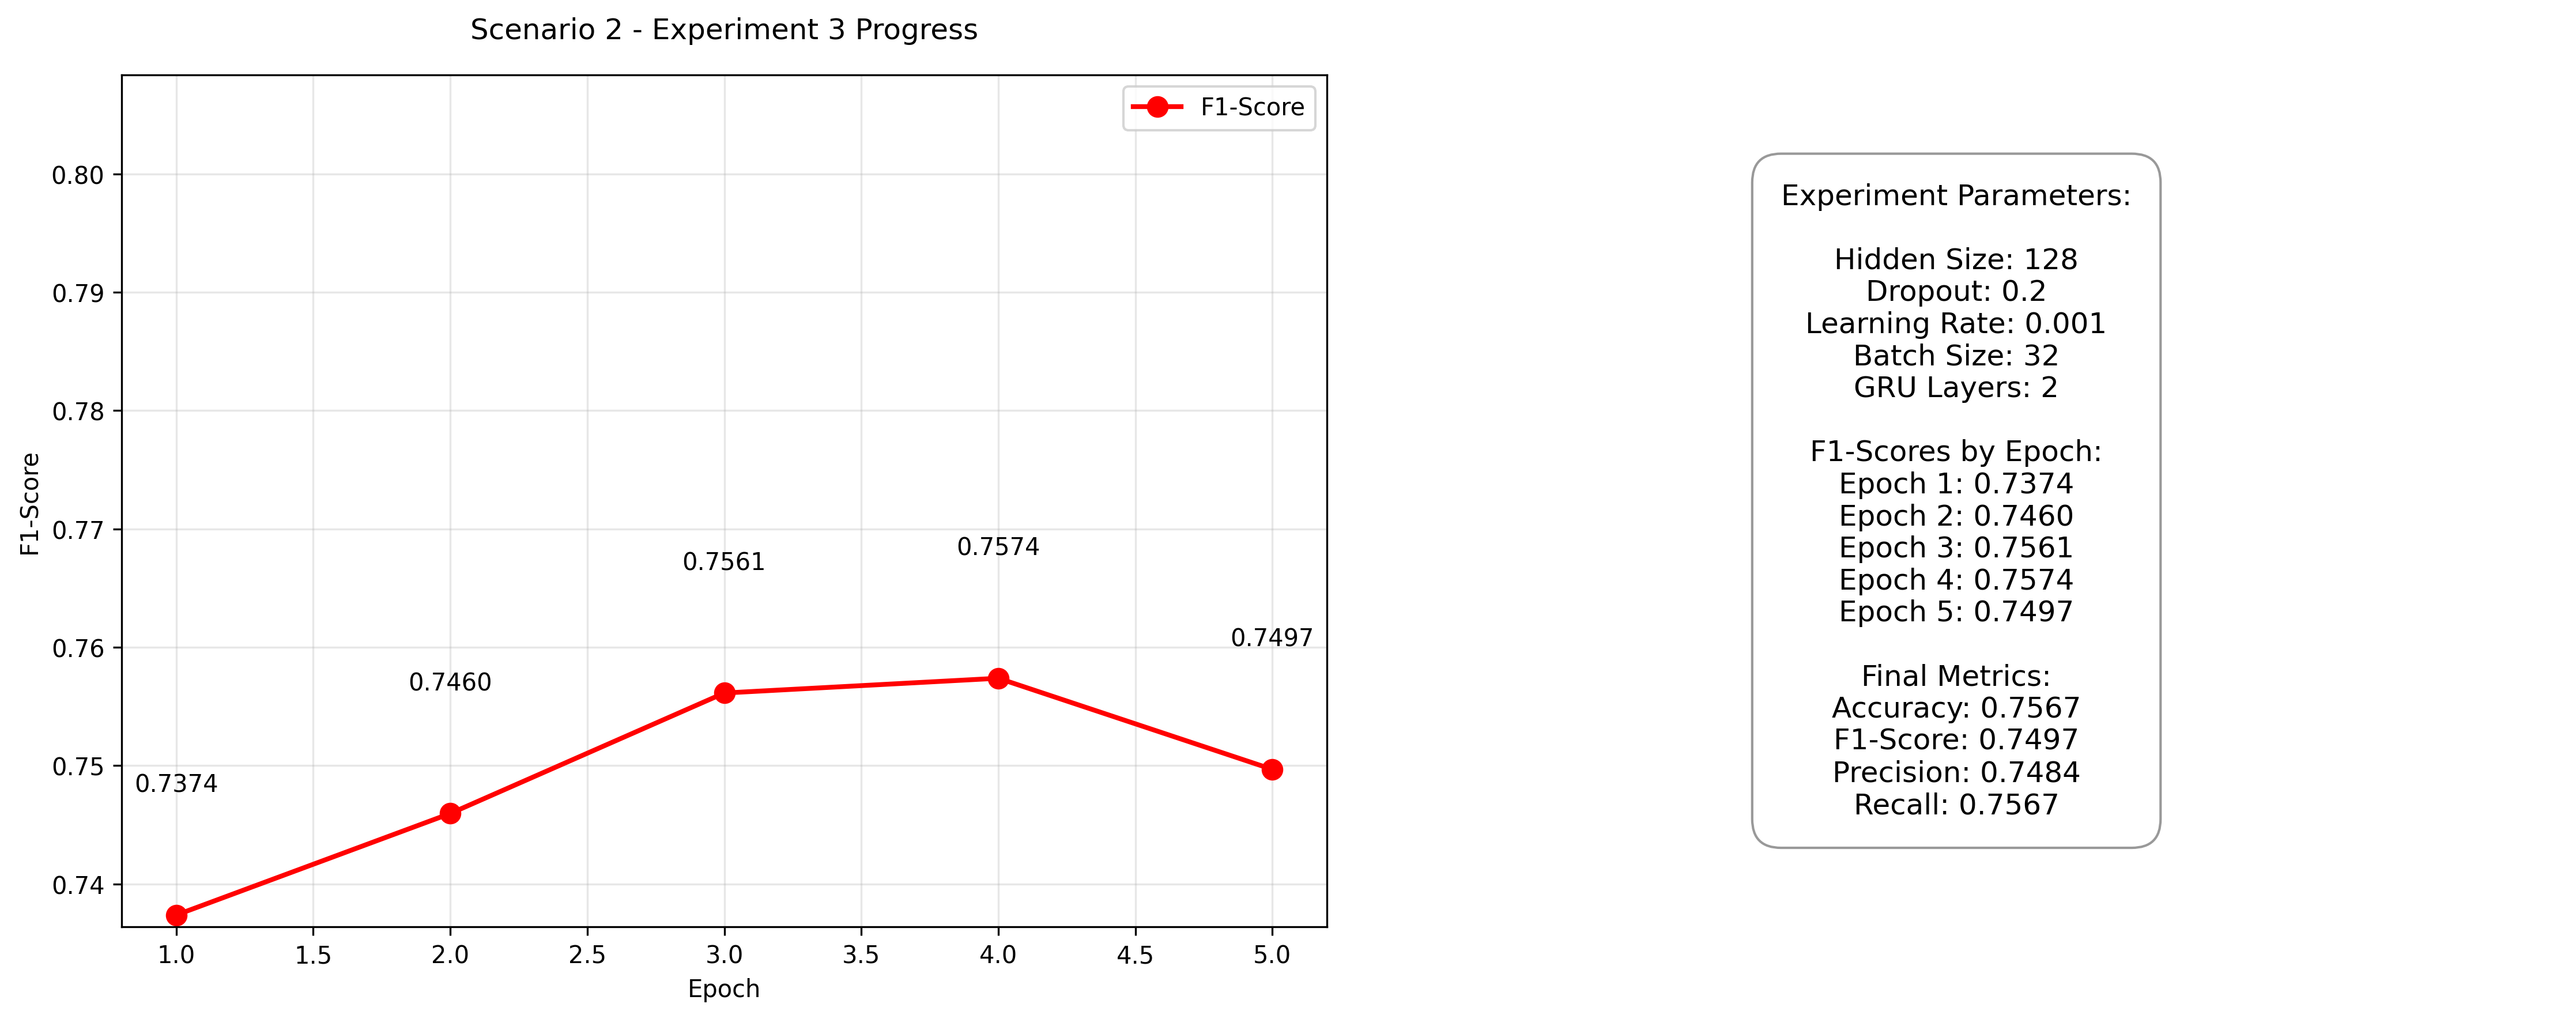 Scenario 2 - Experiment 3 Progress
F1-Score
0.80
0.79
0.78
0.77
0.76
0.75
0.74
F1-Score
0.7374
0.7460
0.7561
0.7574
0.7497
1.0 1.5 2.0 2.5 3.0 3.5 4.0 4.5 5.0
Epoch
Experiment Parameters:
Hidden Size: 128
Dropout: 0.2
Learning Rate: 0.001
Batch Size: 32
GRU Layers: 2
F1-Scores by Epoch:
Epoch 1: 0.7374
Epoch 2: 0.7460
Epoch 3: 0.7561
Epoch 4: 0.7574
Epoch 5: 0.7497
Final Metrics:
Accuracy: 0.7567
F1-Score: 0.7497
Precision: 0.7484
Recall: 0.7567